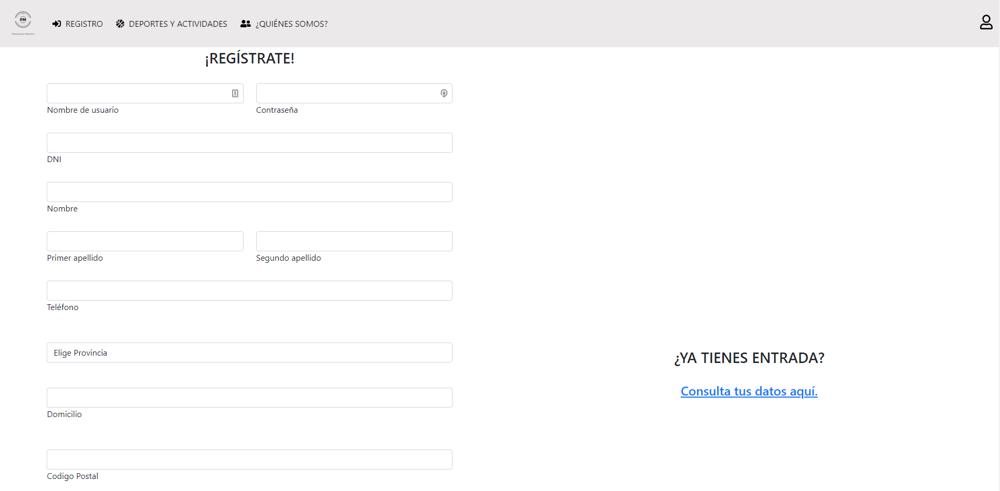 PM
REGISTRO
DEPORTES Y ACTIVIDADES
¿QUIÉNES SOMOS?
¡REGÍSTRATE!
Nombre de usuario
Contraseña
DNI
Nombre
Primer apellido
Segundo apellido
Teléfono
Elige Provincia
Domicilio
Codigo Postal
¿YA TIENES ENTRADA?
Consulta tus datos aquí.